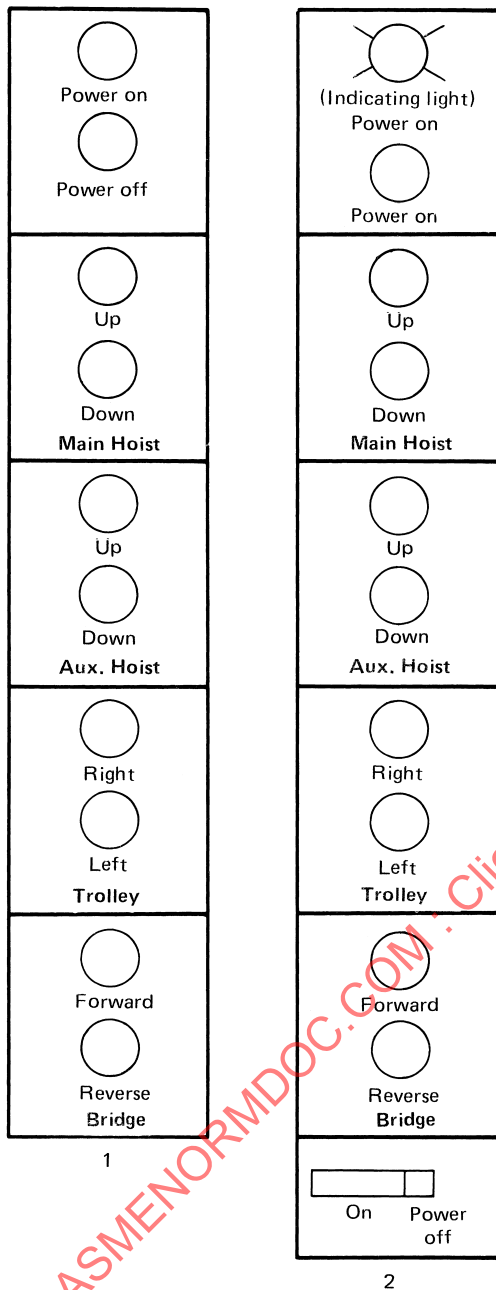 Power on
Power off
Up
Down
Main Hoist
Up
Down
Aux. Hoist
Right
Left
Trolley
Forward
Reverse
Bridge
1
(Indicating light)
Power on
Power on
Up
Down
Main Hoist
Up
Down
Aux. Hoist
Right
Left
Trolley
Forward
Reverse
Bridge
On
Power
off
2
ASMENORMDOC.COM : Clic